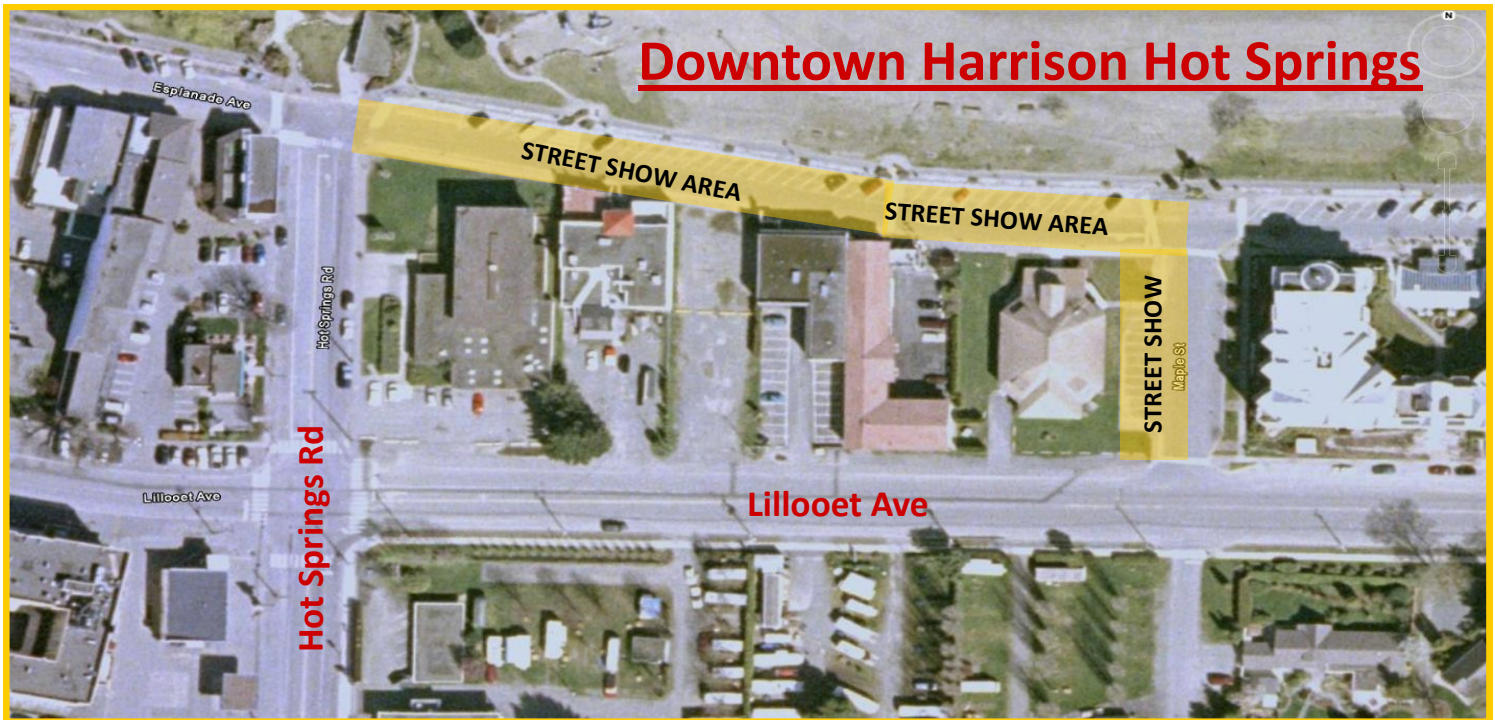 N
Downtown Harrison Hot Springs
Esplanade Ave
STREET SHOW AREA
STREET SHOW AREA
Hot Springs Rd
STREET SHOW
Maple St
Lillooet Ave
Lillooet Ave
Hot Springs Rd